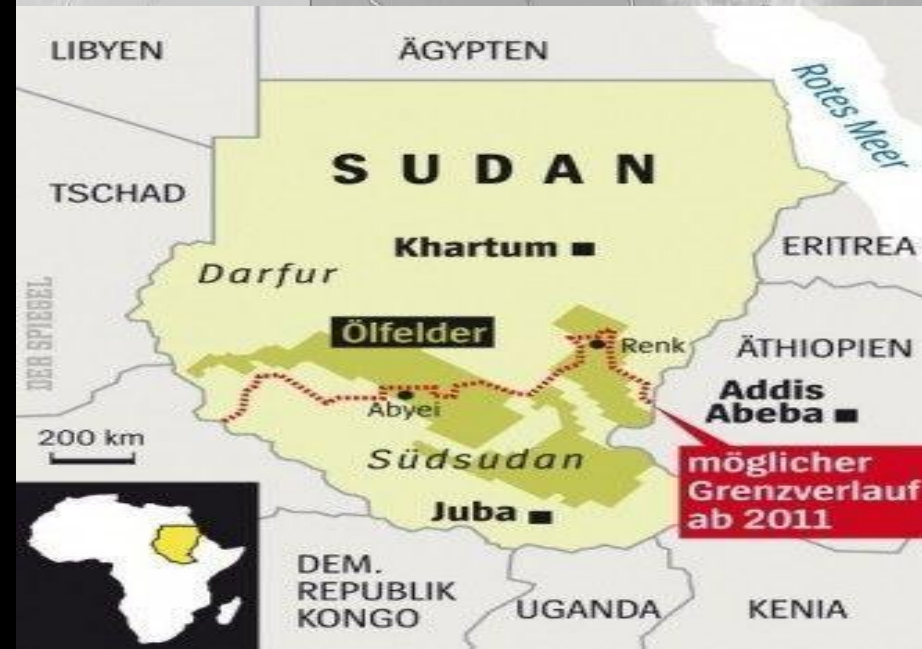 LIBYEN
ÄGYPTEN
Rotes Meer
SUDAN
TSCHAD
Khartum
ERITREA
Darfur
DER SPIEGEL
Ölfelder
Renk
ÄTHIOPIEN
Addis
Abeba
Abyei
200 km
Südsudan
möglicher
Grenzverlauf
ab 2011
Juba
DEM.
REPUBLIK
KONGO
UGANDA
KENIA